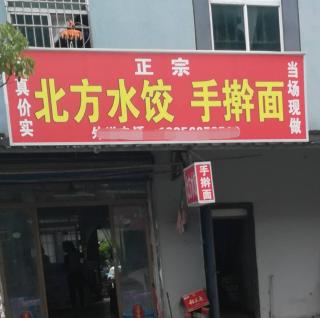 正宗
真价实
北方水饺 手擀面
当场现做
手擀面